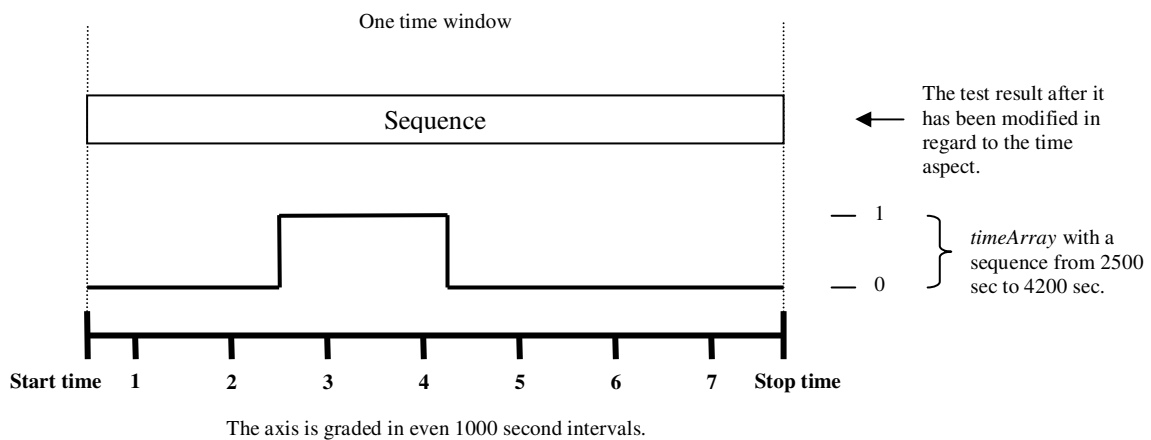 One time window
Sequence
The test result after it
has been modified in
regard to the time
aspect.
1
0
timeArray with a
sequence from 2500
sec to 4200 sec.
Start time 1 2 3 4 5 6 7 Stop time
The axis is graded in even 1000 second intervals.